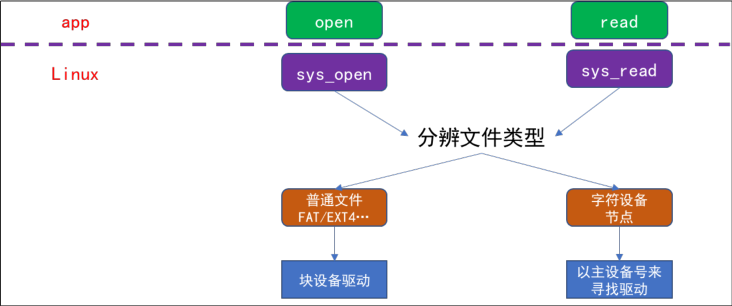 app
open
read
Linux
sys_open
sys_read
分辨文件类型
普通文件
FAT/EXT4…
字符设备
节点
块设备驱动
以主设备号来
寻找驱动